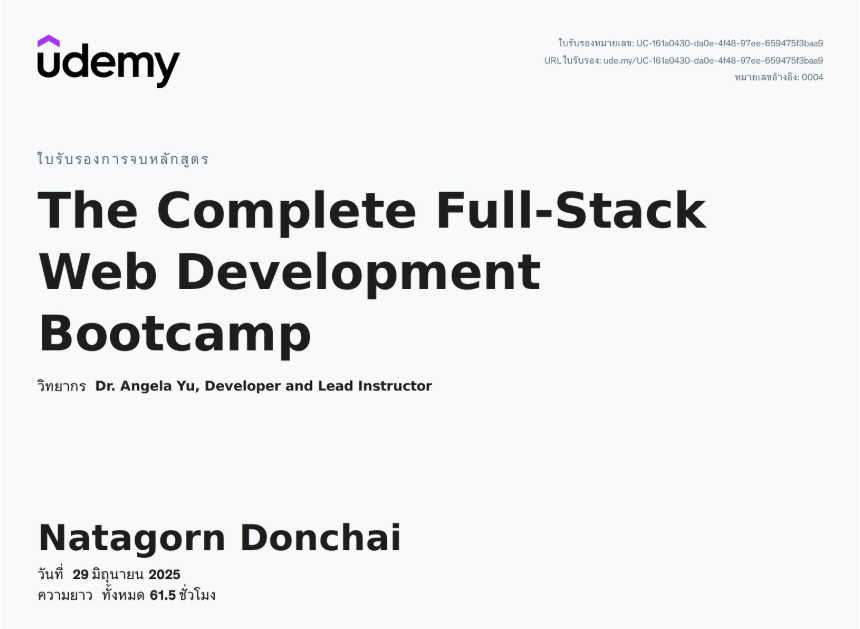 udemy
ใบรับรองหมายเลข: UC-161a0430-da0e-4f48-97ee-659475f3baa9
URL ใบรับรอง: ude.my/UC-161a0430-da0e-4f48-97ee-659475f3baa9
หมายเลขอ้างอิง: 0004
ใบรับรองการจบหลักสูตร
The Complete Full-Stack
Web Development
Bootcamp
วิทยากร Dr. Angela Yu, Developer and Lead Instructor
Natagorn Donchai
วันที่ 29 มิถุนายน 2025
ความยาว ทั้งหมด 61.5 ชั่วโมง